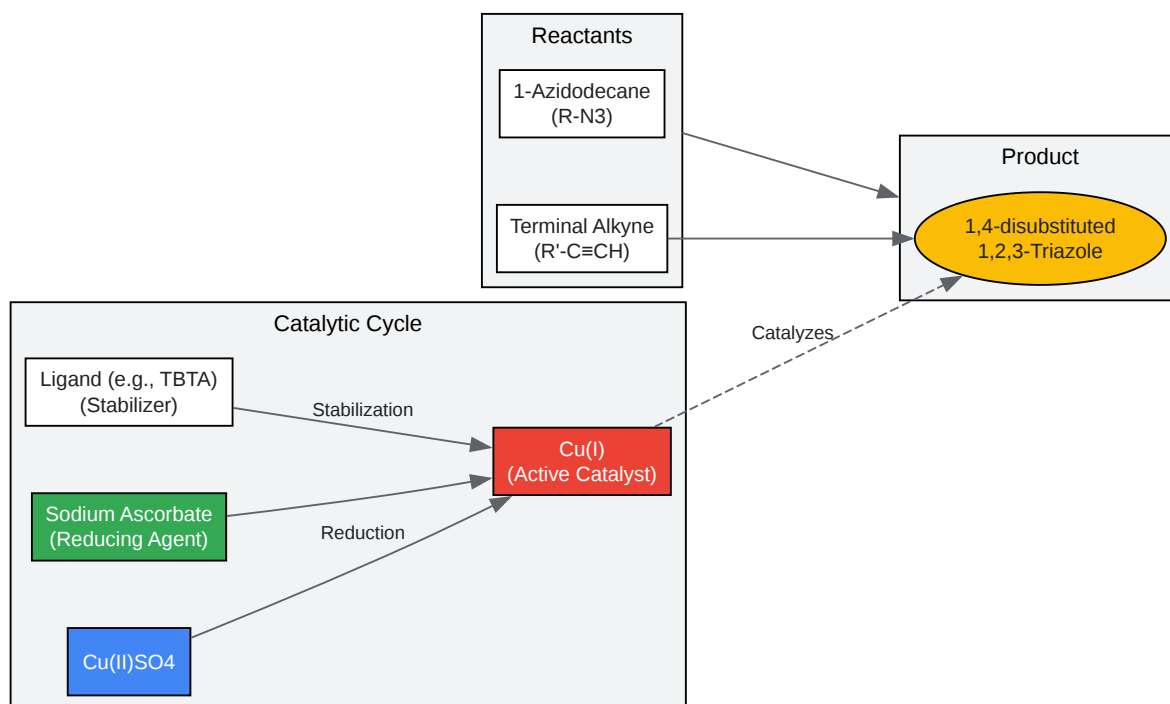 Reactants
1-Azidodecane
(R-N3)
Terminal Alkyne
(R'-C≡CH)
Product
1,4-disubstituted
1,2,3-Triazole
Catalytic Cycle
Catalyzes
Ligand (e.g., TBTA)
(Stabilizer)
Stabilization
Cu(I)
(Active Catalyst)
Sodium Ascorbate
(Reducing Agent)
Reduction
Cu(II)SO4